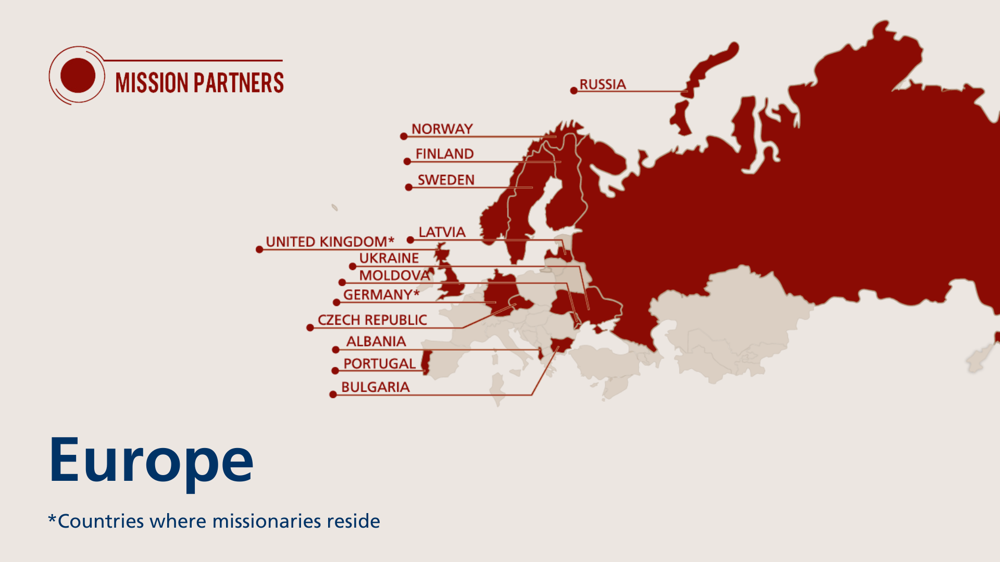 MISSION PARTNERS
RUSSIA
NORWAY
FINLAND
SWEDEN
LATVIA
UNITED KINGDOM*
UKRAINE
MOLDOVA
GERMANY*
CZECH REPUBLIC
ALBANIA
PORTUGAL
BULGARIA
Europe
*Countries where missionaries reside